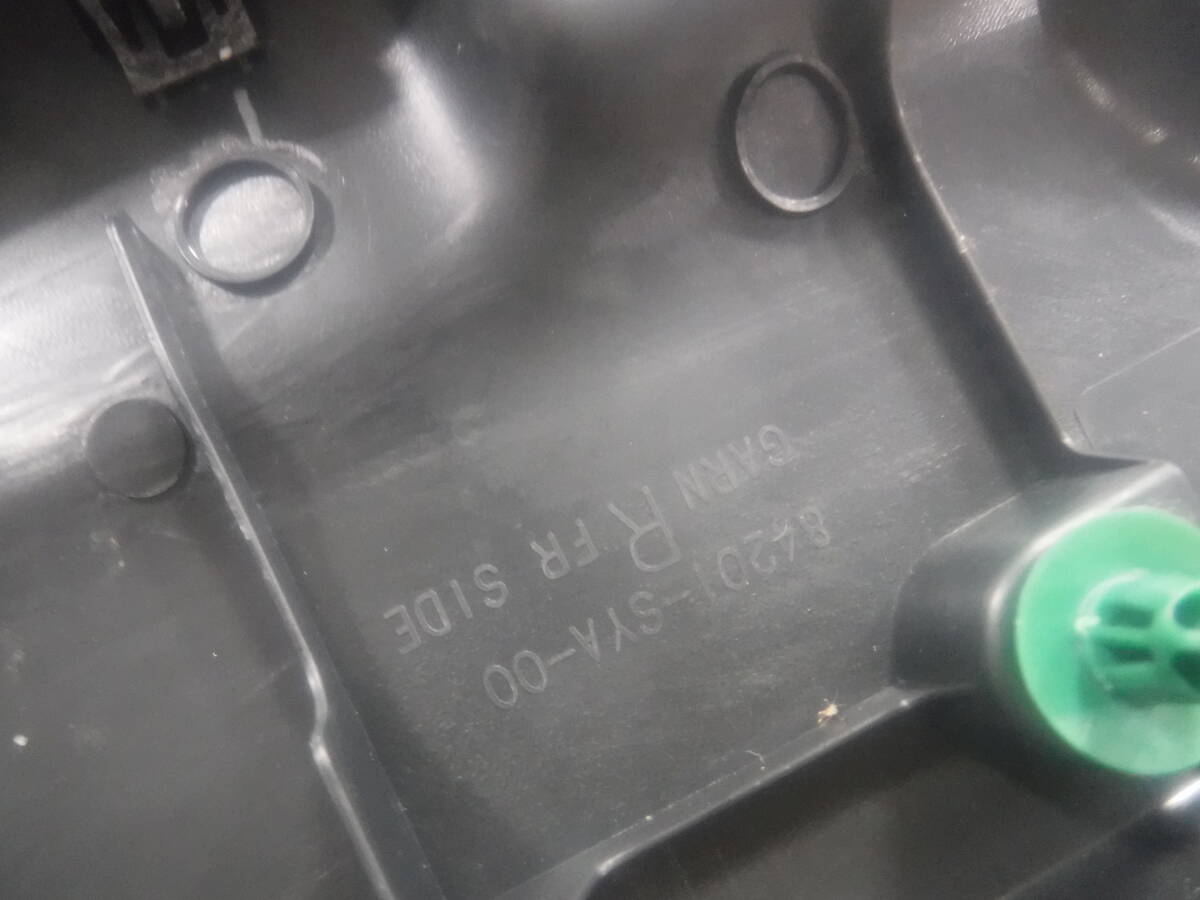 84201-SYA-00
GARN R FR SIDE